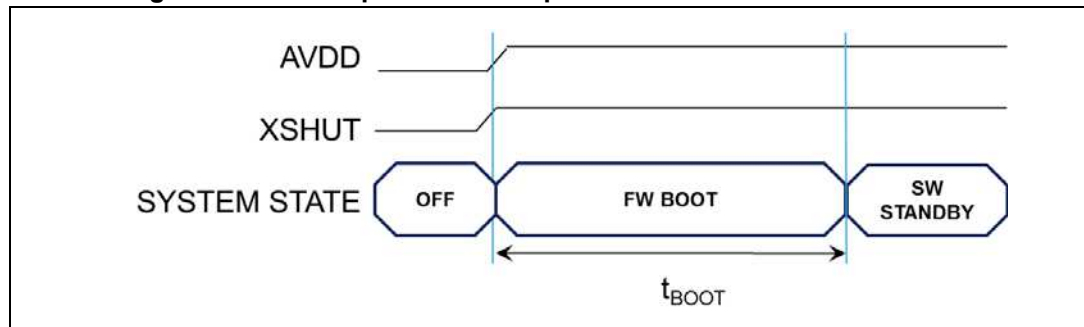 AVDD
XSHUT
SYSTEM STATE
OFF
FW BOOT
SW
STANDBY
tBOOT